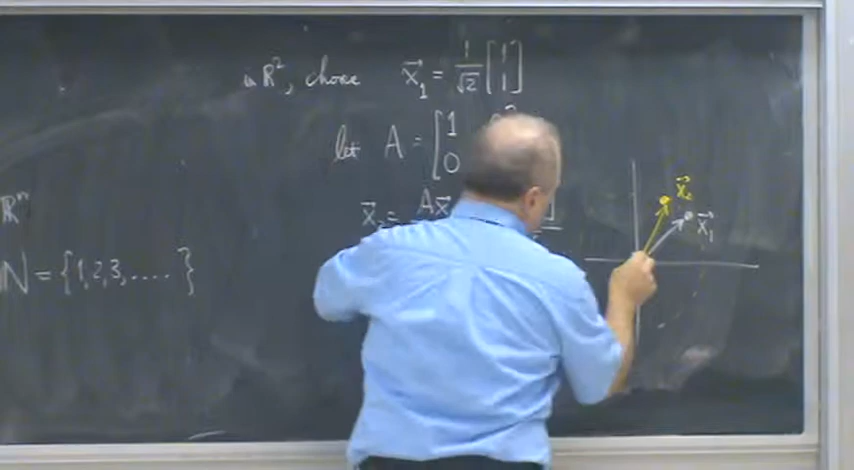 in R², choose x⃗₁ = 1/√2 [1 1]
let A = [1 0
x⃗₂ = Ax⃗
Rⁿ
N = {1,2,3,.....}
x⃗₂
x⃗₁